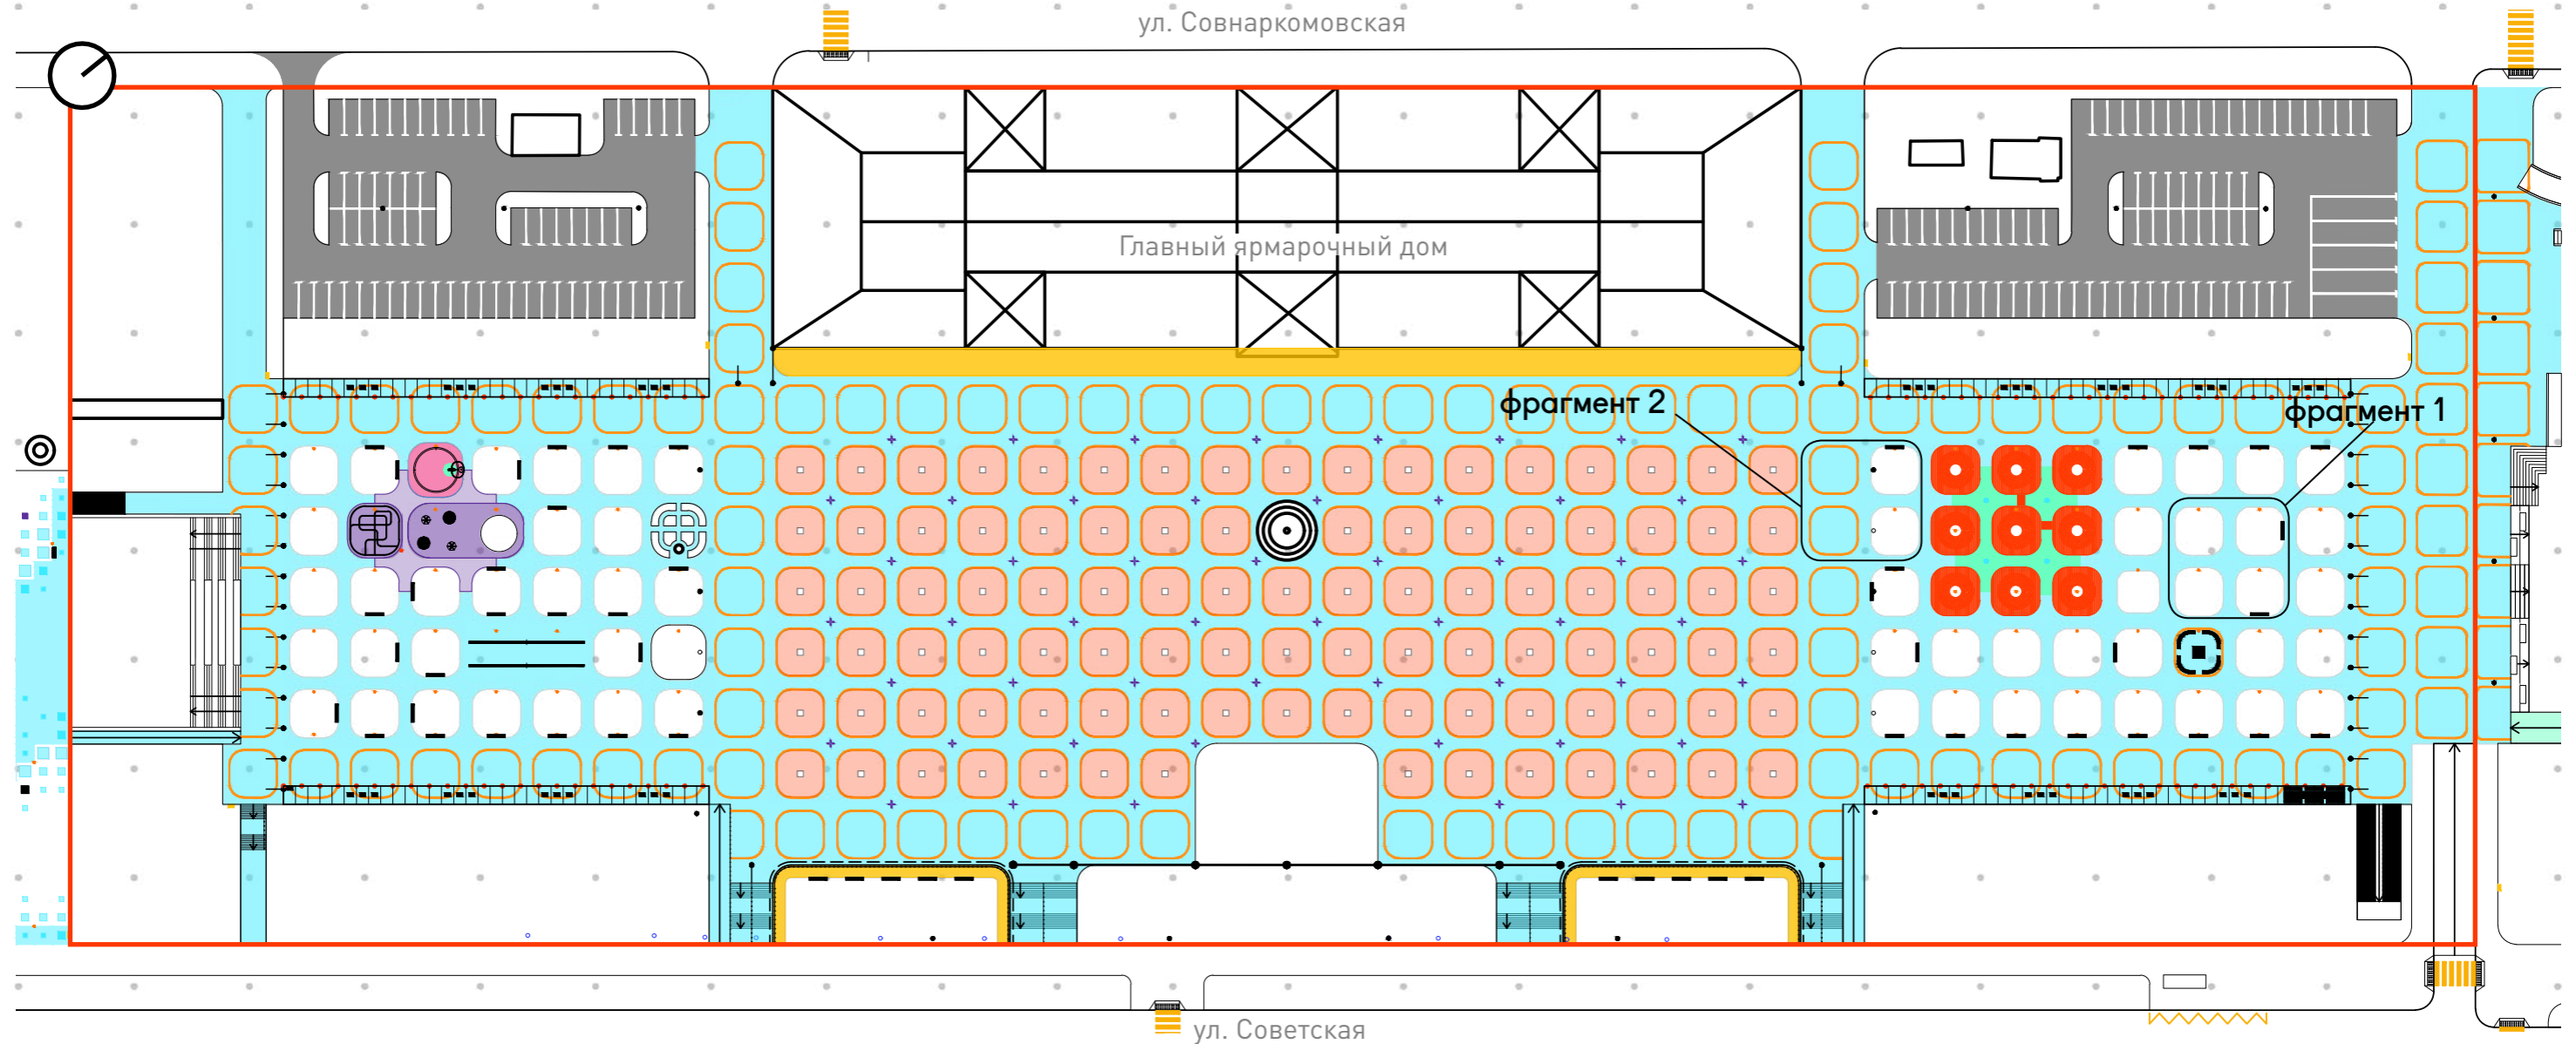 ул. Совнаркомовская
Главный ярмарочный дом
фрагмент 2
фрагмент 1
ул. Советская